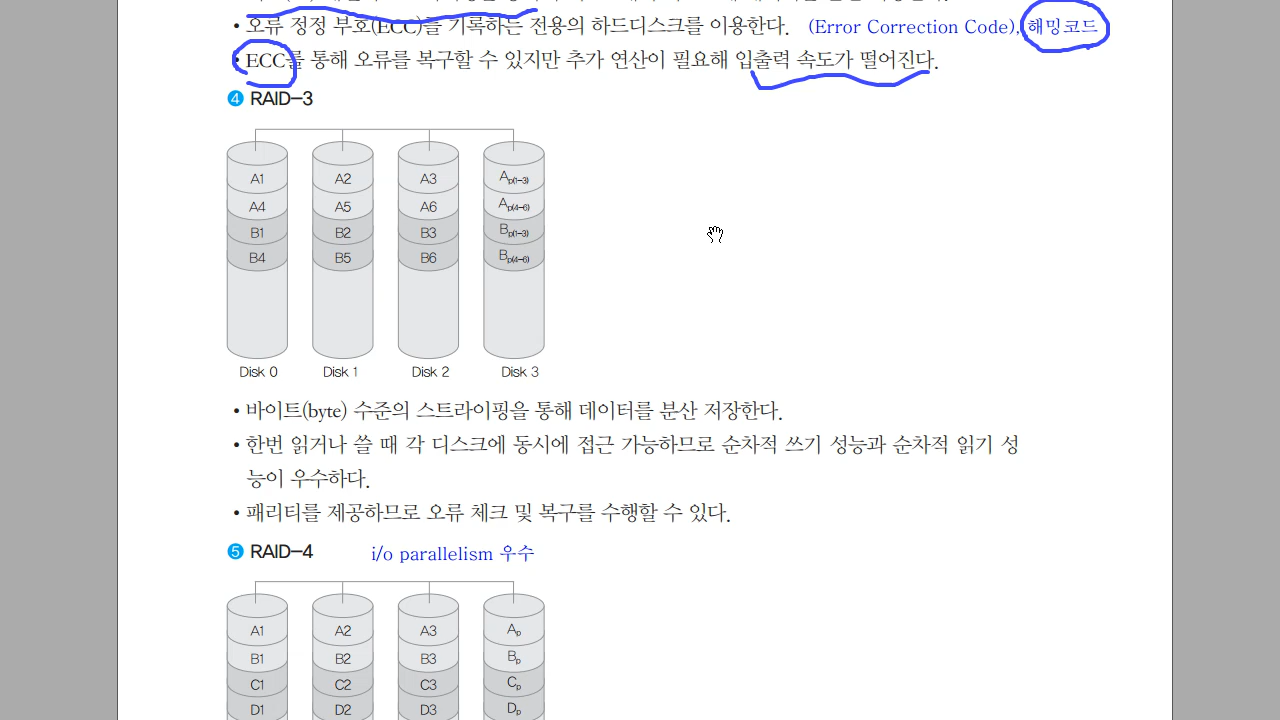 • 오류 정정 부호(ECC)를 기록하는 전용의 하드디스크를 이용한다. (Error Correction Code), 해밍코드
• ECC를 통해 오류를 복구할 수 있지만 추가 연산이 필요해 입출력 속도가 떨어진다.
4 RAID-3
A1 A2 A3 Ap(1-3)
A4 A5 A6 Ap(4-6)
B1 B2 B3 Bp(1-3)
B4 B5 B6 Bp(4-6)
Disk 0 Disk 1 Disk 2 Disk 3
• 바이트(byte) 수준의 스트라이핑을 통해 데이터를 분산 저장한다.
• 한번 읽거나 쓸 때 각 디스크에 동시에 접근 가능하므로 순차적 쓰기 성능과 순차적 읽기 성
능이 우수하다.
• 패리티를 제공하므로 오류 체크 및 복구를 수행할 수 있다.
5 RAID-4 i/o parallelism 우수
A1 A2 A3 Ap
B1 B2 B3 Bp
C1 C2 C3 Cp
D1 D2 D3 Dp